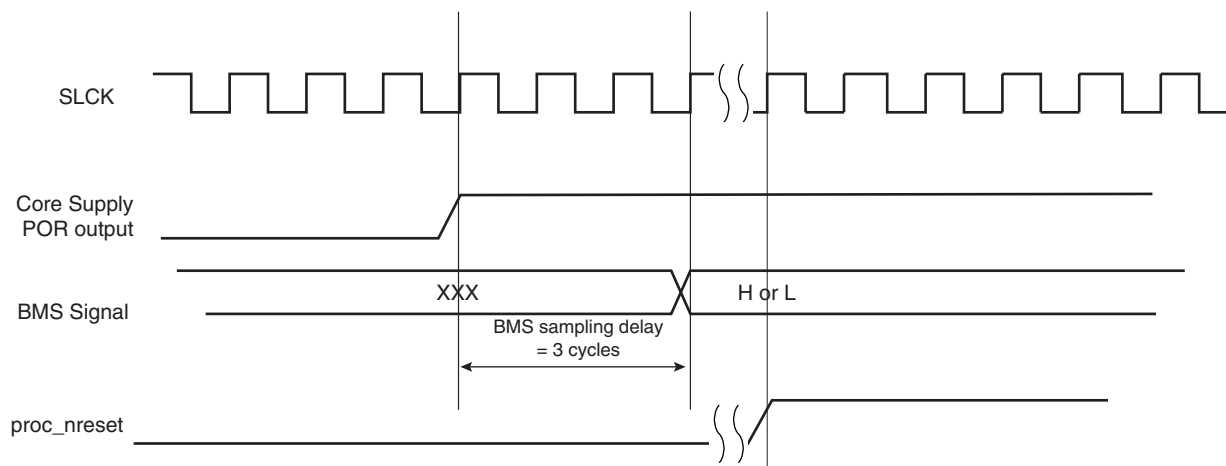 SLCK
Core Supply
POR output
BMS Signal
XXX
H or L
BMS sampling delay
= 3 cycles
proc_nreset